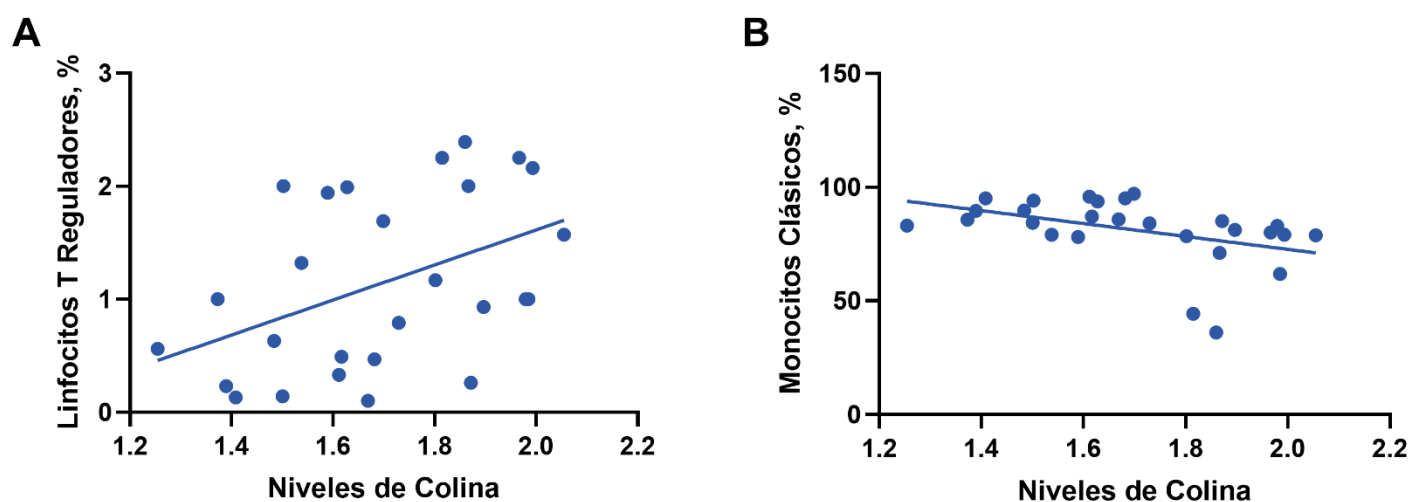 A
Linfocitos T Reguladores, %
3
2
1
0
1.2 1.4 1.6 1.8 2.0 2.2
Niveles de Colina
B
Monocitos Clásicos, %
150
100
50
0
1.2 1.4 1.6 1.8 2.0 2.2
Niveles de Colina